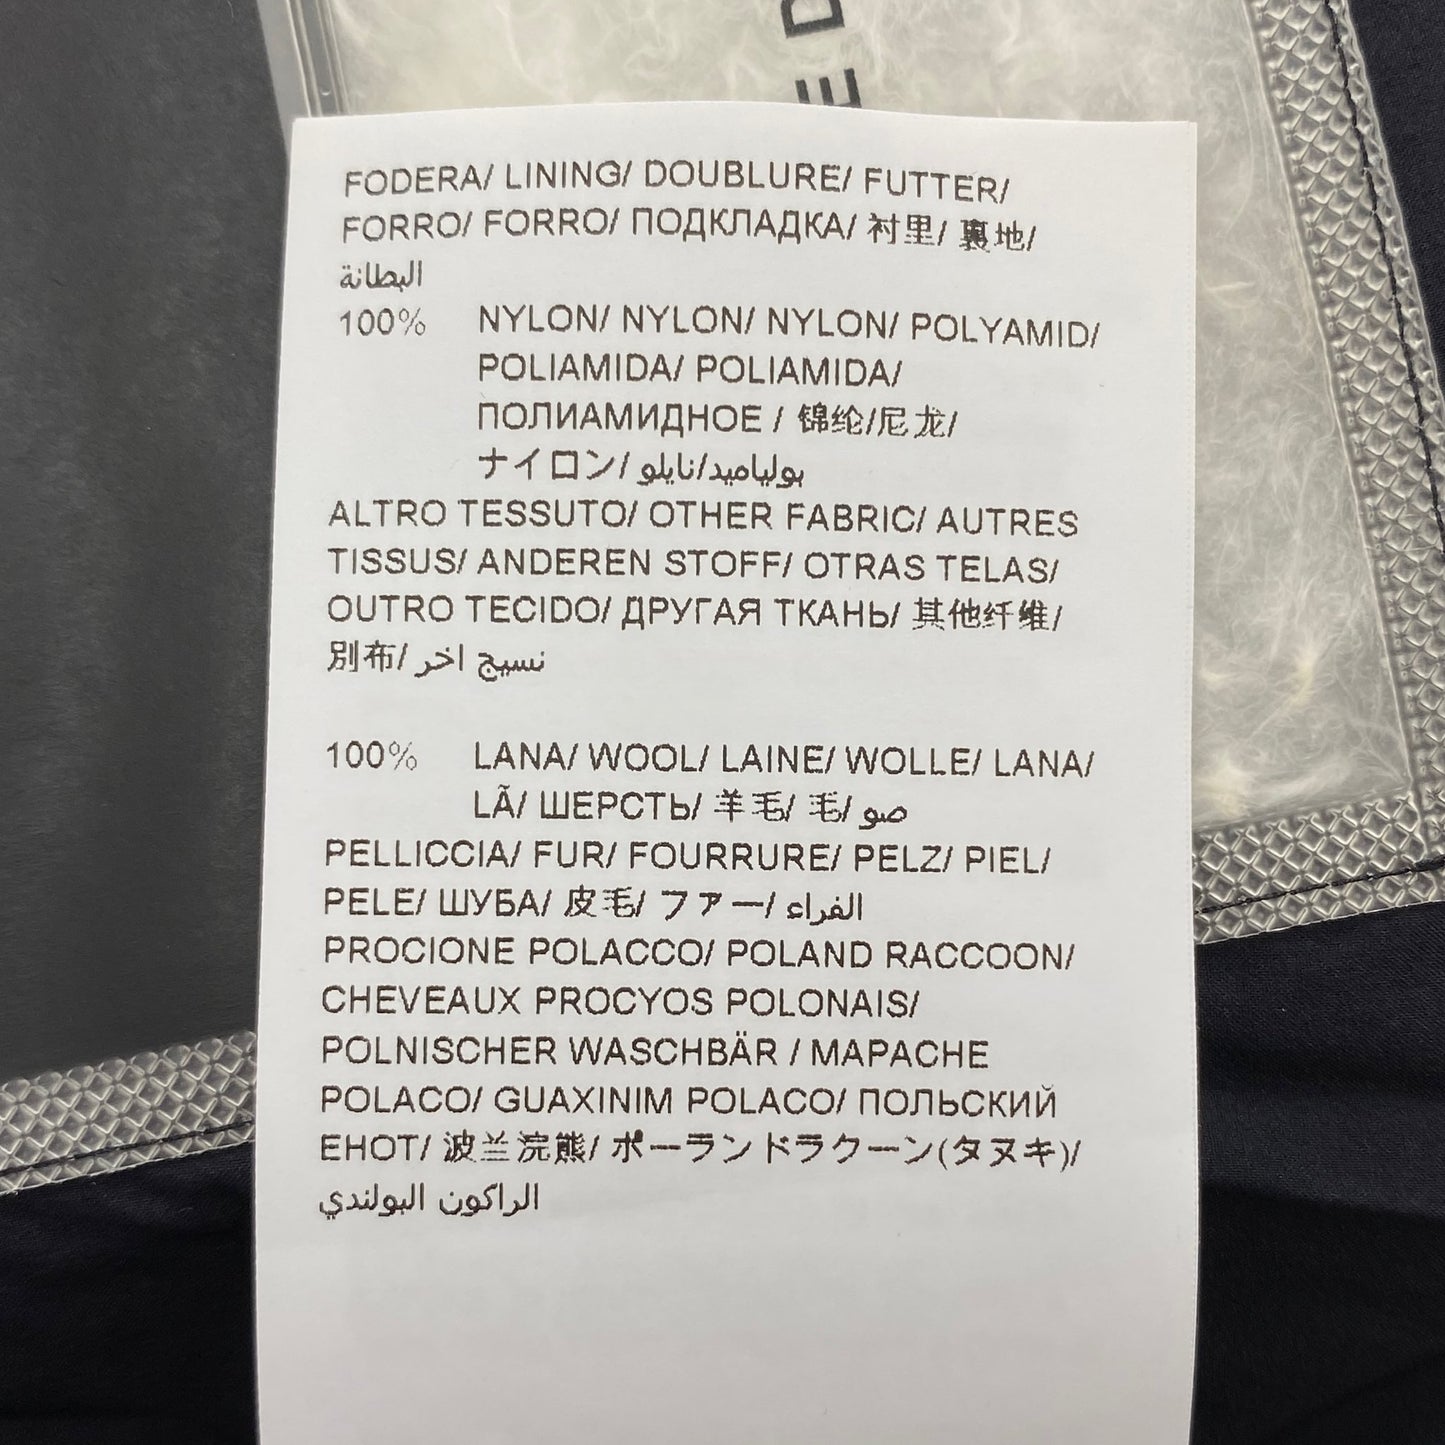 ED
FODERA/ LINING/ DOUBLURE/ FUTTER/
FORRO/ FORRO/ ПОДКЛАДКА/ 衬里/ 裏地/
البطانة
100% NYLON/ NYLON/ NYLON/ POLYAMID/
POLIAMIDA/ POLIAMIDA/
ПОЛИАМИДНОЕ / 锦纶/尼龙/
ナイロン/ بولياميد/نايلو
ALTRO TESSUTO/ OTHER FABRIC/ AUTRES
TISSUS/ ANDEREN STOFF/ OTRAS TELAS/
OUTRO TECIDO/ ДРУГАЯ ТКАНЬ/ 其他纤维/
別布/ نسيج اخر
100% LANA/ WOOL/ LAINE/ WOLLE/ LANA/
LÃ/ ШЕРСТЬ/ 羊毛/ 毛/ صو
PELLICCIA/ FUR/ FOURRURE/ PELZ/ PIEL/
PELE/ ШУБА/ 皮毛/ ファー/ الفراء
PROCIONE POLACCO/ POLAND RACCOON/
CHEVEAUX PROCYOS POLONAIS/
POLNISCHER WASCHBÄR / MAPACHE
POLACO/ GUAXINIM POLACO/ ПОЛЬСКИЙ
ЕНОТ/ 波兰浣熊/ ポーランドラクーン(タヌキ)/
الراكون البولندي